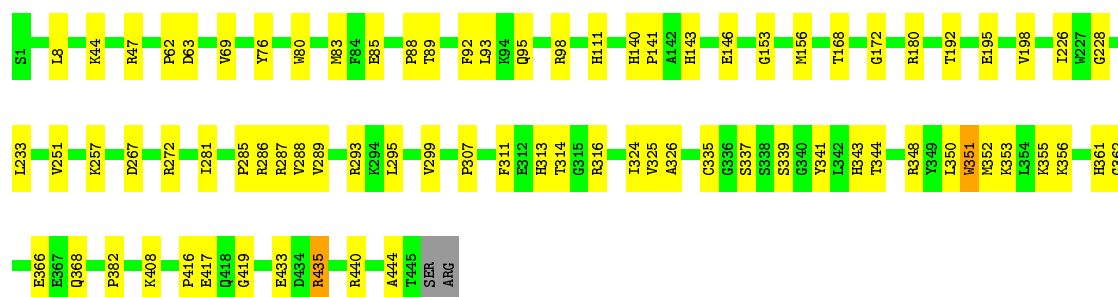 S1 L8 K44 R47 P62 D63 V69 Y76 W80 M83 F84 E85 P88 T89 F92 L93 K94 Q95 R98 H111 H140 P141 A142 H143 E146 G153 M156 T168 G172 R180 T192 E195 V198 I226 W227 G228
L233 V251 K257 D267 R272 I281 P285 R286 R287 V288 V289 R293 K294 L295 V299 P307 F311 E312 H313 T314 G315 R316 I324 V325 A326 C335 G336 S337 S338 S339 G340 Y341 L342 H343 T344 R348 Y349 L350 W351 M352 K353 L354 K355 K356 H361
E366 E367 Q368 P382 K408 P416 E417 Q418 G419 E433 D434 R435 R440 A444 T445 SER ARG